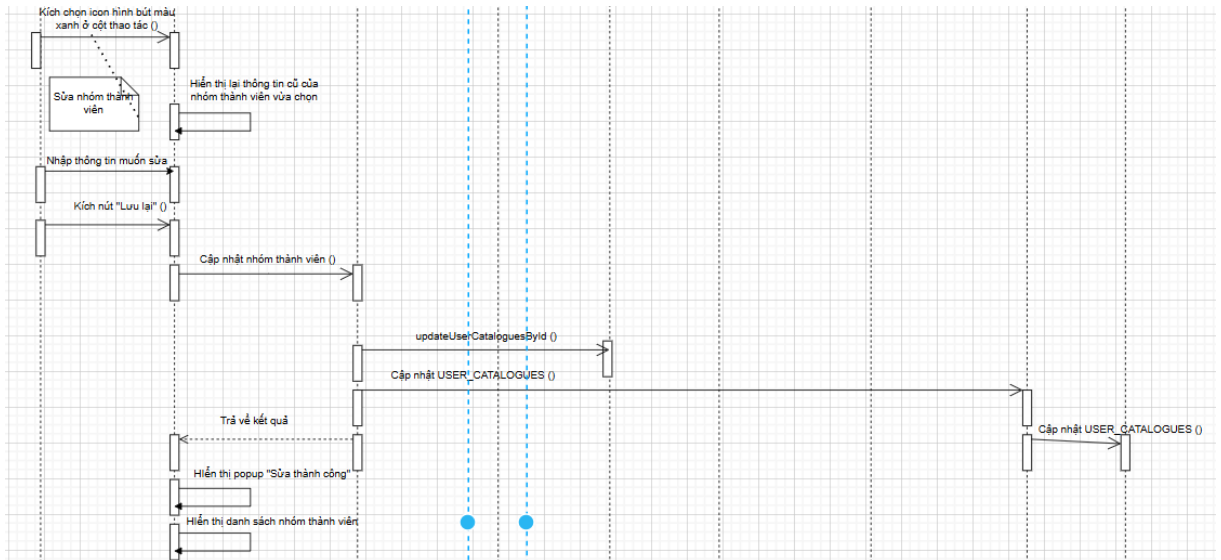 Kích chọn icon hình bút màu
xanh ở cột thao tác ()
Sửa nhóm thành
viên
Hiển thị lại thông tin cũ của
nhóm thành viên vừa chọn
Nhập thông tin muốn sửa
Kích nút "Lưu lại" ()
Cập nhật nhóm thành viên ()
updateUserCataloguesById ()
Cập nhật USER_CATALOGUES ()
Trả về kết quả
Cập nhật USER_CATALOGUES ()
HIển thị popup "Sửa thành công"
HIển thị danh sách nhóm thành viên